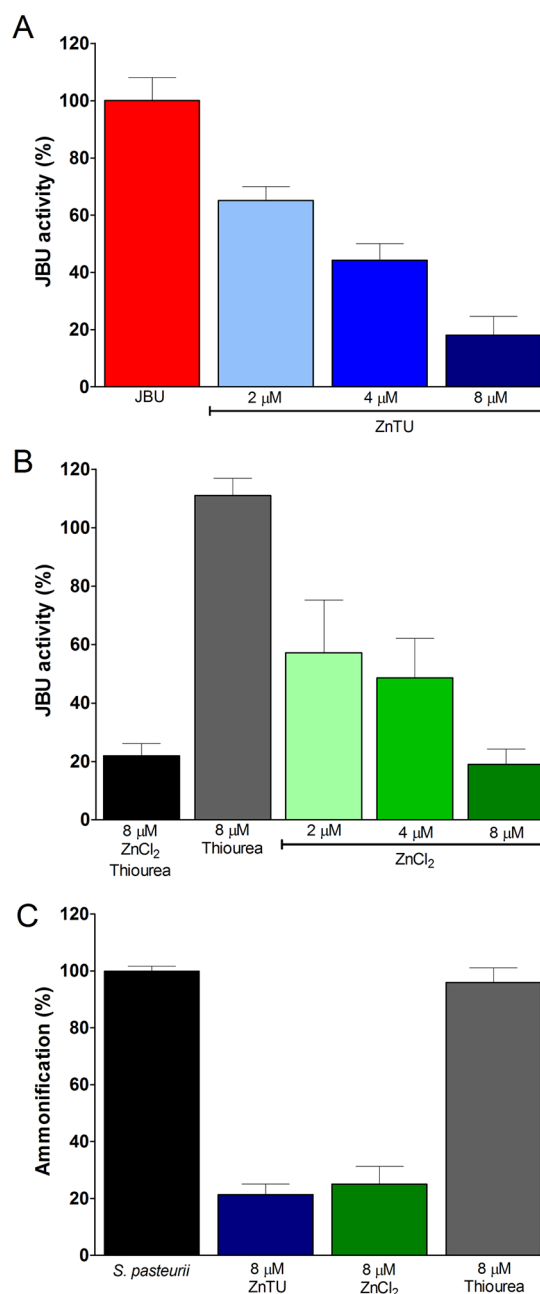 A
JBU activity (%)
120
100
80
60
40
20
0
JBU
2 μM
4 μM
8 μM
ZnTU
B
JBU activity (%)
120
100
80
60
40
20
0
8 μM
ZnCl₂
Thiourea
8 μM
Thiourea
2 μM
4 μM
8 μM
ZnCl₂
C
Ammonification (%)
120
100
80
60
40
20
0
S. pasteurii
8 μM
ZnTU
8 μM
ZnCl₂
8 μM
Thiourea